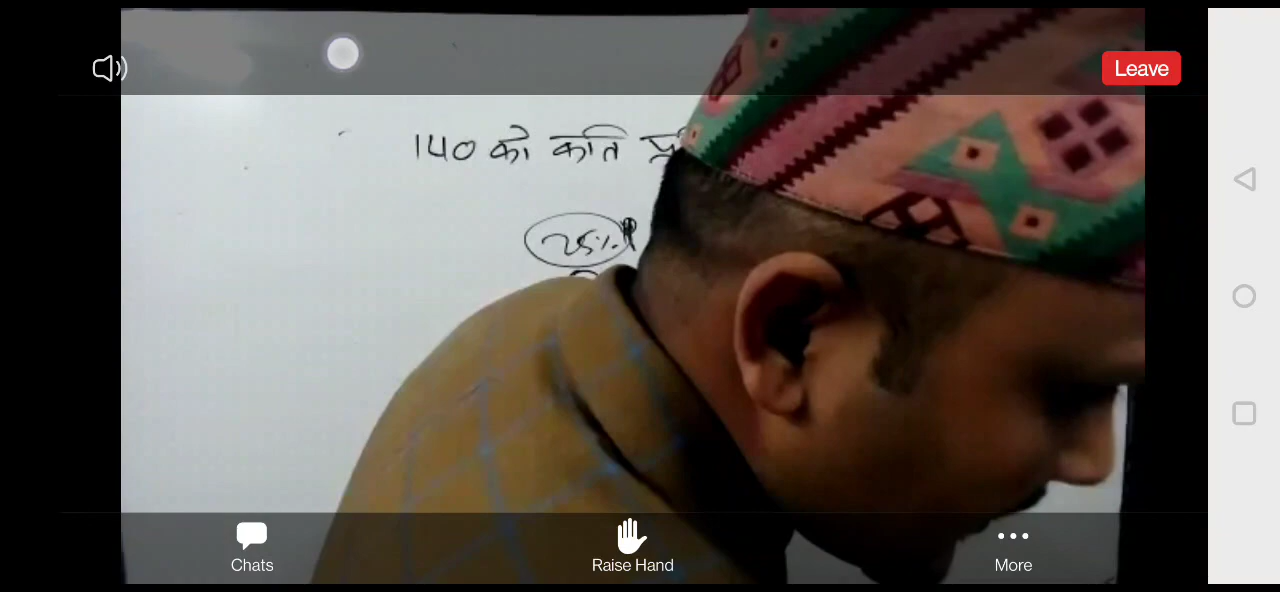 Leave
140 को कति
25%
Chats
Raise Hand
More